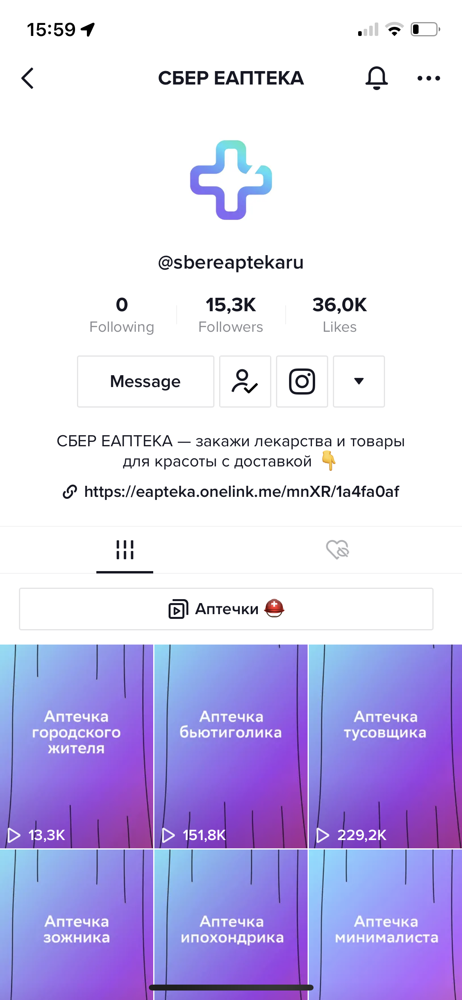 15:59
СБЕР ЕАПТЕКА
@sbereaptekaru
0 15,3K 36,0K
Following Followers Likes
Message
СБЕР ЕАПТЕКА — закажи лекарства и товары
для красоты с доставкой 👇
https://eapteka.onelink.me/mnXR/1a4fa0af
Аптечки ⛑️
Аптечка
городского
жителя
13,3K
Аптечка
бьютиголика
151,8K
Аптечка
тусовщика
229,2K
Аптечка
зожника
Аптечка
ипохондрика
Аптечка
минималиста